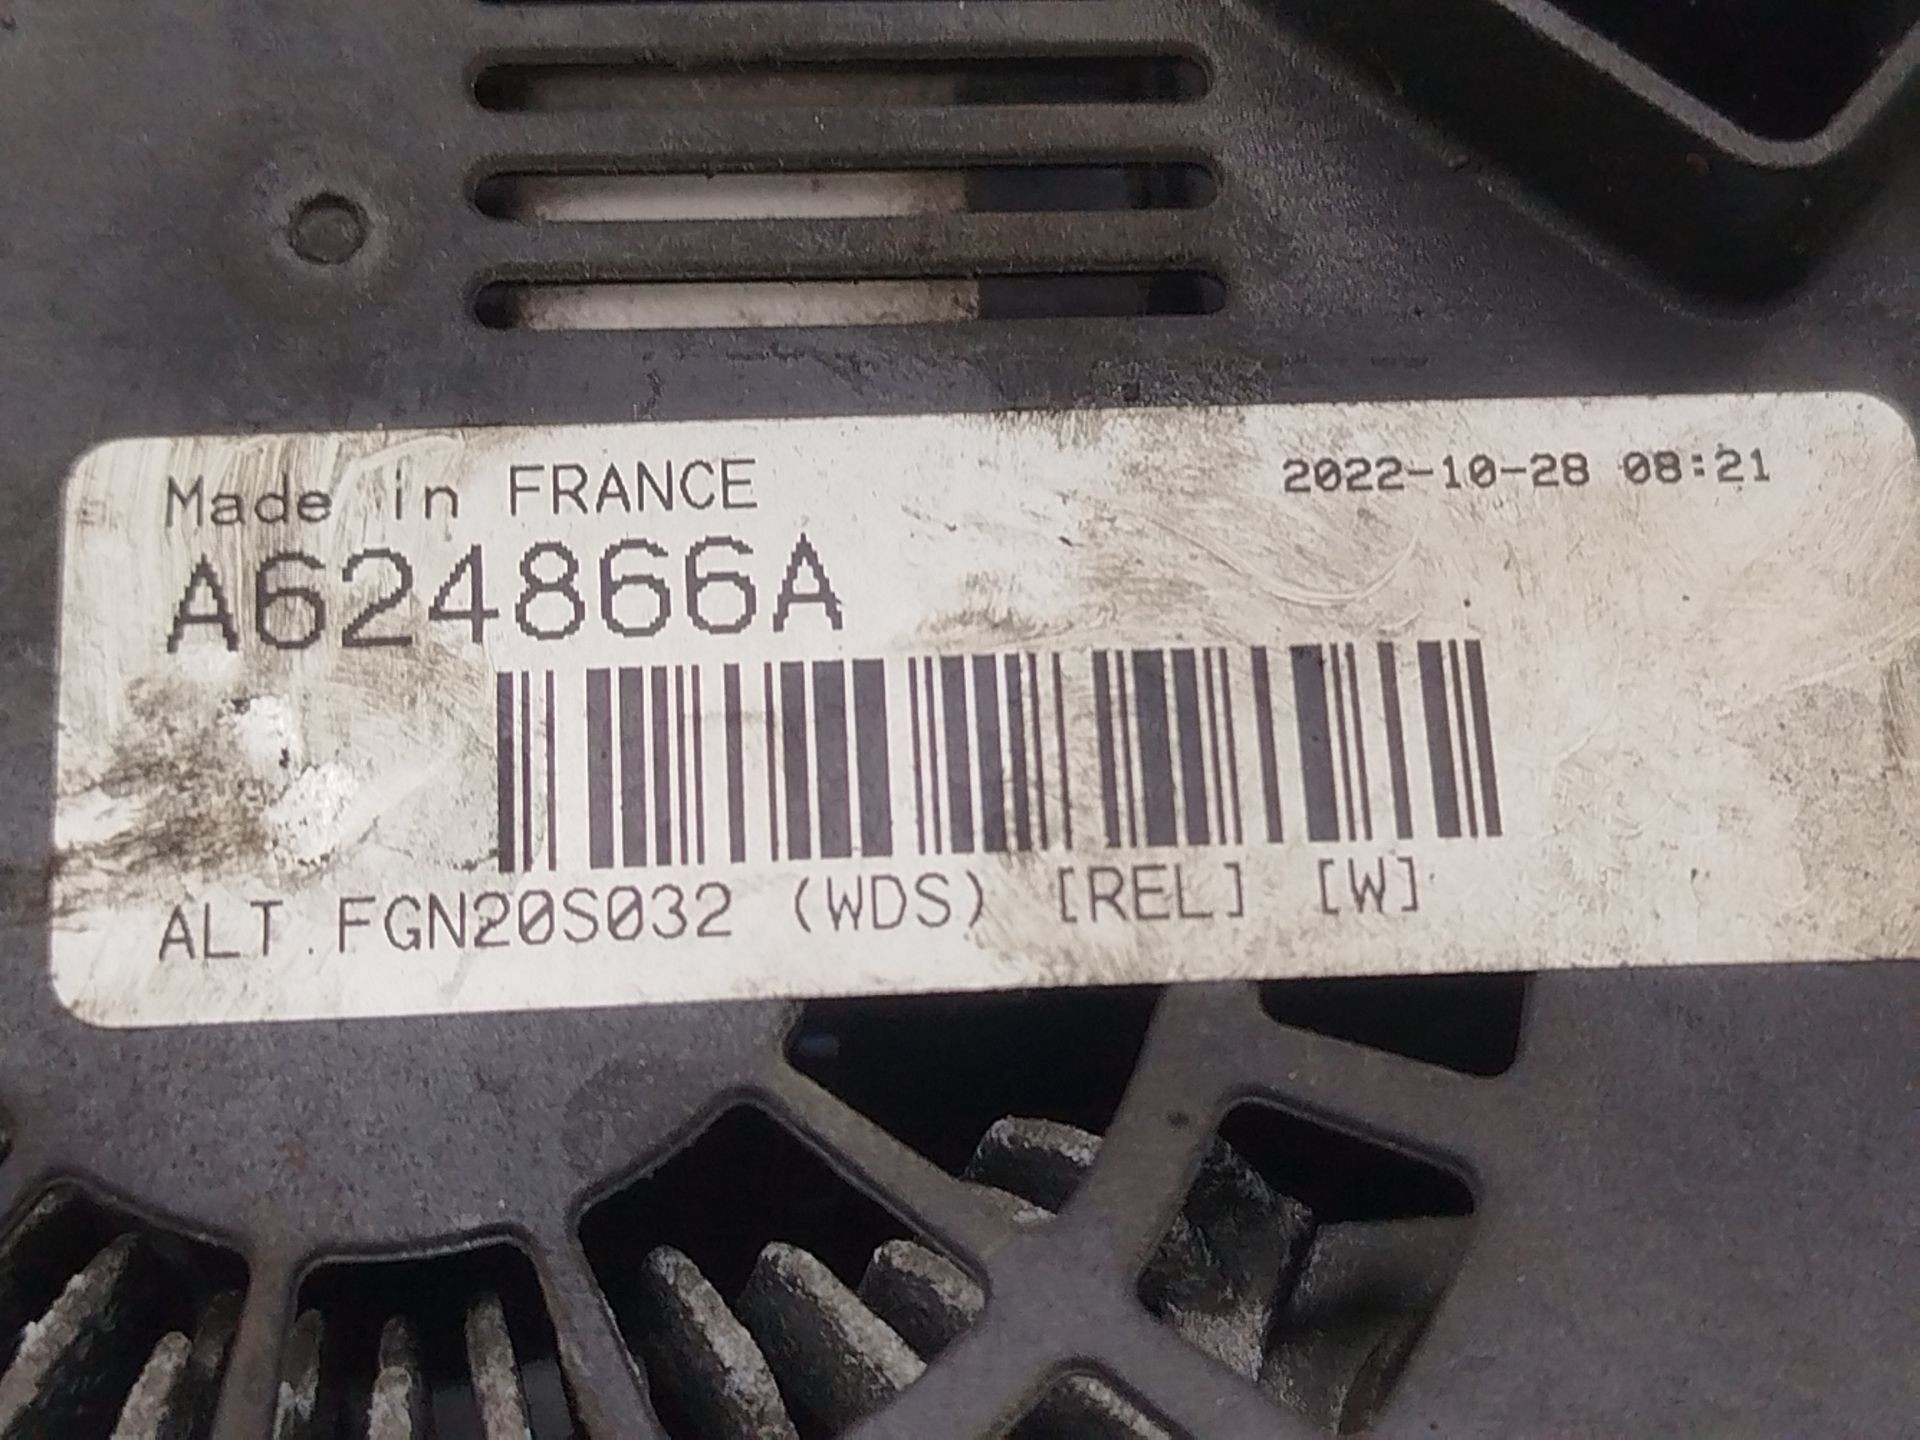 Made in FRANCE
2022-10-28 08:21
A624866A
ALT. FGN20S032 (WDS) [REL] [W]